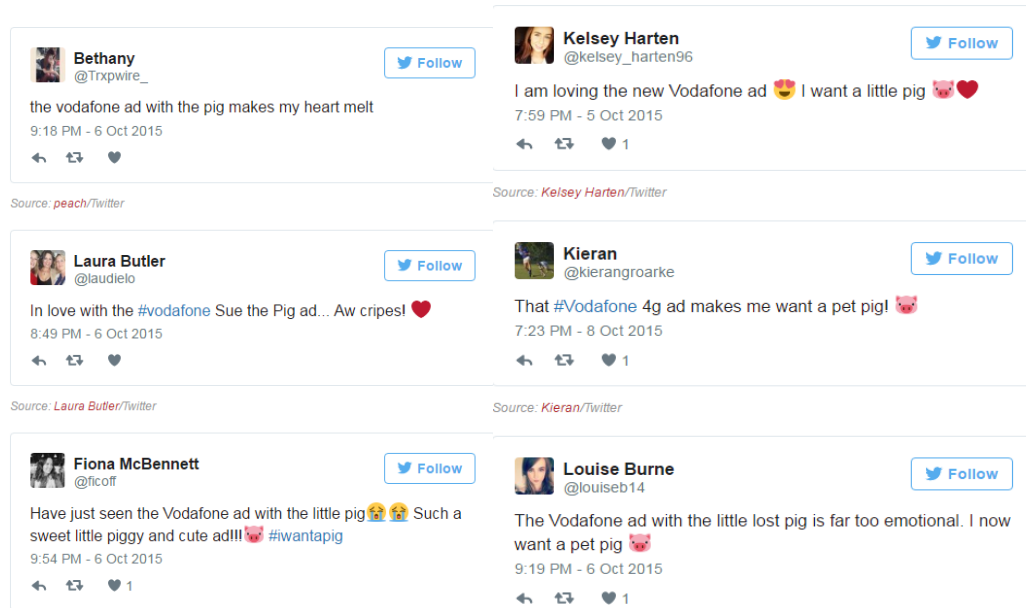 Bethany
@Trxpwire_
Follow
the vodafone ad with the pig makes my heart melt
9:18 PM - 6 Oct 2015
Source: peach/Twitter
Laura Butler
@laudielo
Follow
In love with the #vodafone Sue the Pig ad... Aw cripes! ❤
8:49 PM - 6 Oct 2015
Source: Laura Butler/Twitter
Fiona McBennett
@ficoff
Follow
Have just seen the Vodafone ad with the little pig😭 😭 Such a
sweet little piggy and cute ad!!!🐷 #iwantapig
9:54 PM - 6 Oct 2015
1
Kelsey Harten
@kelsey_harten96
Follow
I am loving the new Vodafone ad 😍 I want a little pig 🐷❤
7:59 PM - 5 Oct 2015
1
Source: Kelsey Harten/Twitter
Kieran
@kierangroarke
Follow
That #Vodafone 4g ad makes me want a pet pig! 🐷
7:23 PM - 8 Oct 2015
1
Source: Kieran/Twitter
Louise Burne
@louiseb14
Follow
The Vodafone ad with the little lost pig is far too emotional. I now
want a pet pig 🐷
9:19 PM - 6 Oct 2015
1